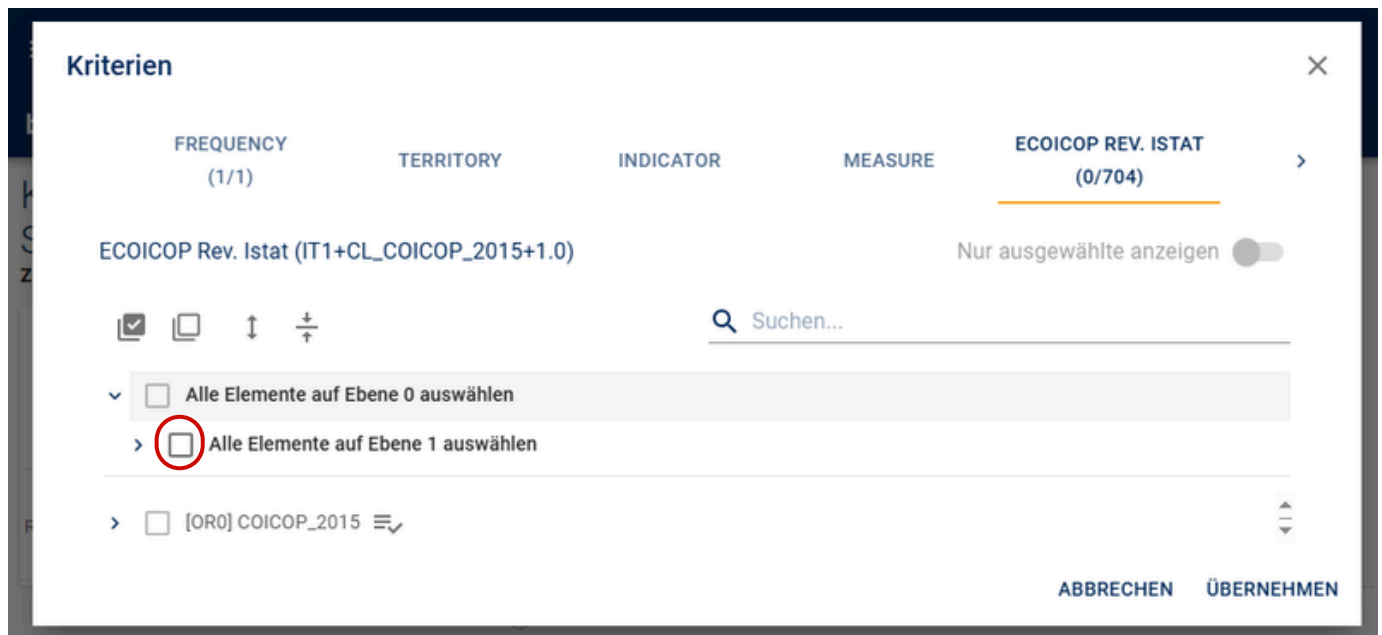 Kriterien
FREQUENCY
(1/1)
TERRITORY
INDICATOR
MEASURE
ECOICOP REV. ISTAT
(0/704)
ECOICOP Rev. Istat (IT1+CL_COICOP_2015+1.0)
Nur ausgewählte anzeigen
Suchen...
Alle Elemente auf Ebene 0 auswählen
Alle Elemente auf Ebene 1 auswählen
[OR0] COICOP_2015
ABBRECHEN
ÜBERNEHMEN